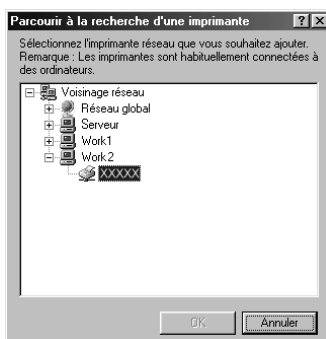 Parcourir à la recherche d'une imprimante
Sélectionnez l'imprimante réseau que vous souhaitez ajouter.
Remarque : Les imprimantes sont habituellement connectées à
des ordinateurs.
Voisinage réseau
Réseau global
Serveur
Work1
Work2
XXXXX
OK
Annuler